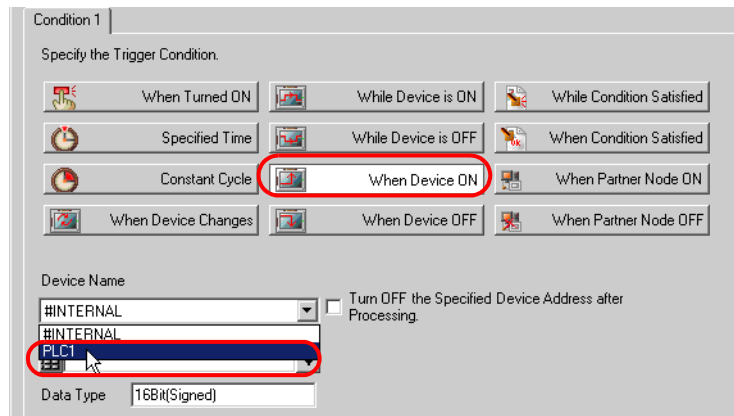 Condition 1
Specify the Trigger Condition.
When Turned ON While Device is ON While Condition Satisfied
Specified Time While Device is OFF When Condition Satisfied
Constant Cycle When Device ON When Partner Node ON
When Device Changes When Device OFF When Partner Node OFF
Device Name
#INTERNAL Turn OFF the Specified Device Address after
Processing.
#INTERNAL
PLC1
Data Type 16Bit(Signed)